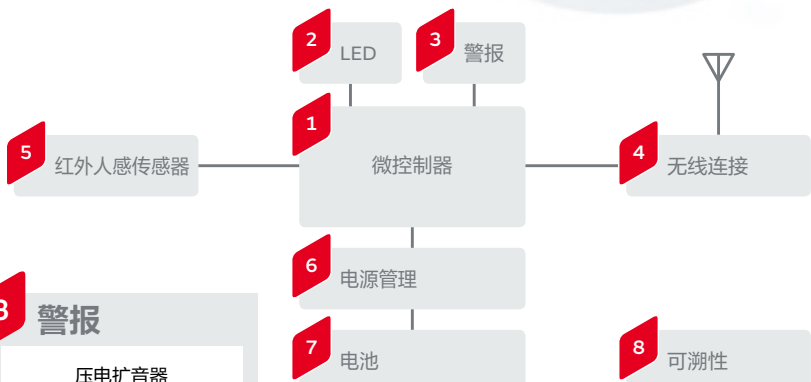 2
LED
3
警报
1
微控制器
5
红外人感传感器
4
无线连接
6
电源管理
3
警报
压电扩音器
7
电池
8
可溯性